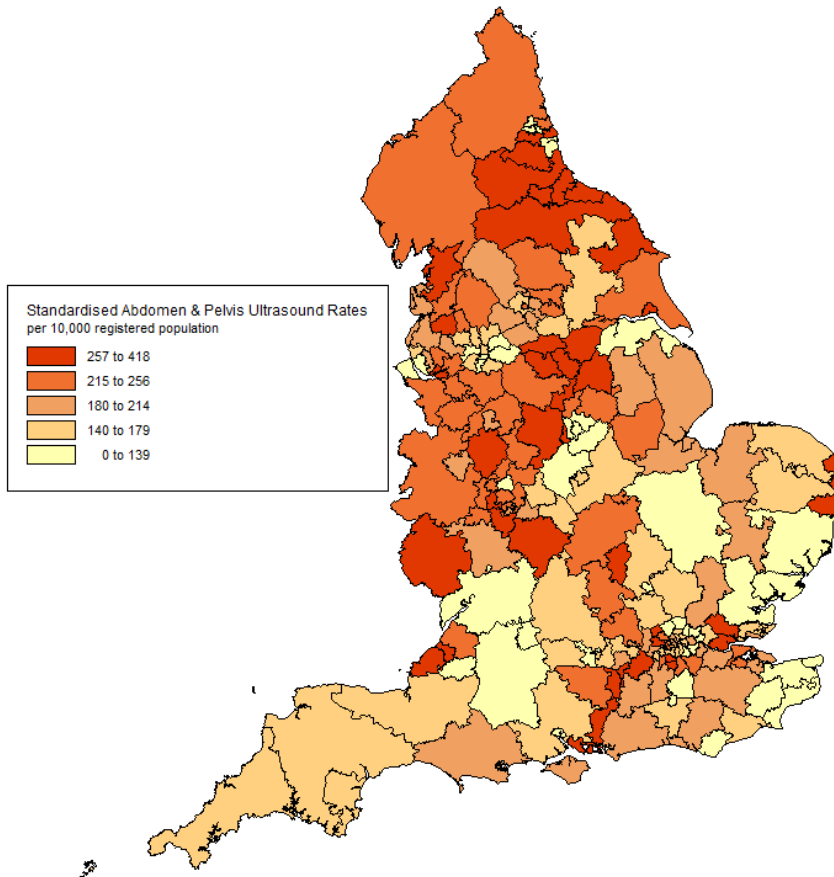 Standardised Abdomen & Pelvis Ultrasound Rates
per 10,000 registered population
257 to 418
215 to 256
180 to 214
140 to 179
0 to 139